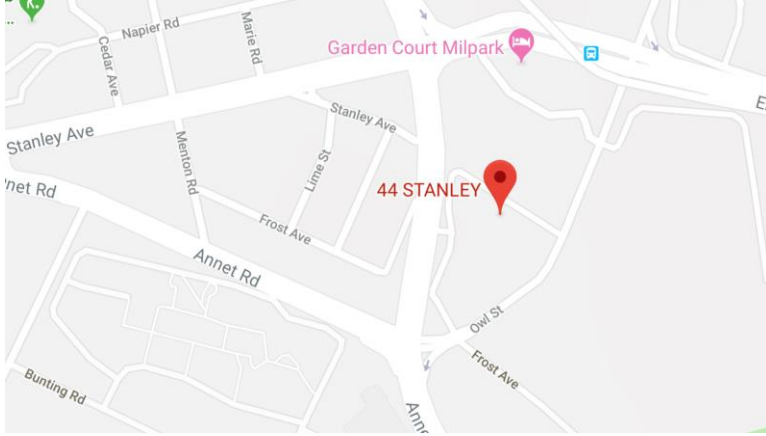 K.
..
Napier Rd
Marie Rd
Cedar Ave
Garden Court Milpark
Stanley Ave
Stanley Ave
Menton Rd
Lime St
44 STANLEY
Frost Ave
Annet Rd
Owl St
Frost Ave
Bunting Rd